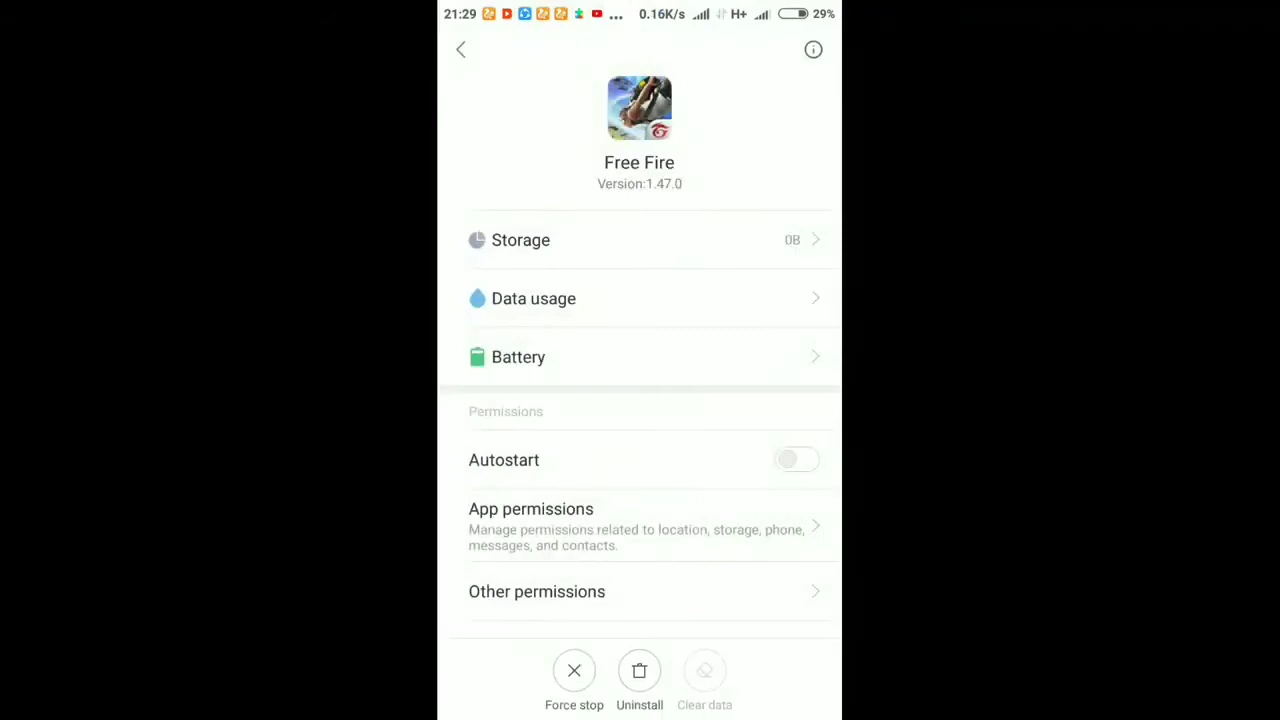 21:29 ... 0.16K/s H+ 29%
Free Fire
Version:1.47.0
Storage 0B
Data usage
Battery
Permissions
Autostart
App permissions
Manage permissions related to location, storage, phone,
messages, and contacts.
Other permissions
Force stop Uninstall Clear data